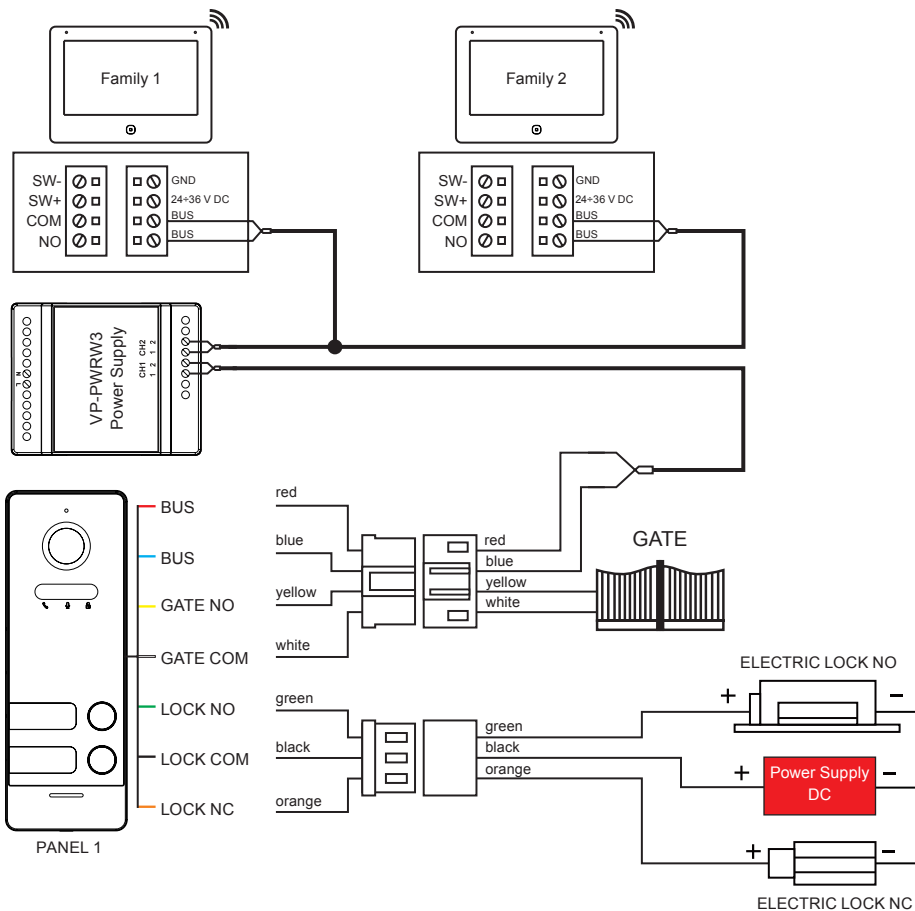 Family 1
Family 2
SW-
SW+
COM
NO
GND
24÷36 V DC
BUS
BUS
SW-
SW+
COM
NO
GND
24÷36 V DC
BUS
BUS
N
L
VP-PWRW3
Power Supply
CH1 CH2
1 2 1 2
BUS
BUS
GATE NO
GATE COM
LOCK NO
LOCK COM
LOCK NC
PANEL 1
red
blue
yellow
white
green
black
orange
red
blue
yellow
white
GATE
green
black
orange
ELECTRIC LOCK NO
+ −
+ Power Supply −
DC
+ −
ELECTRIC LOCK NC